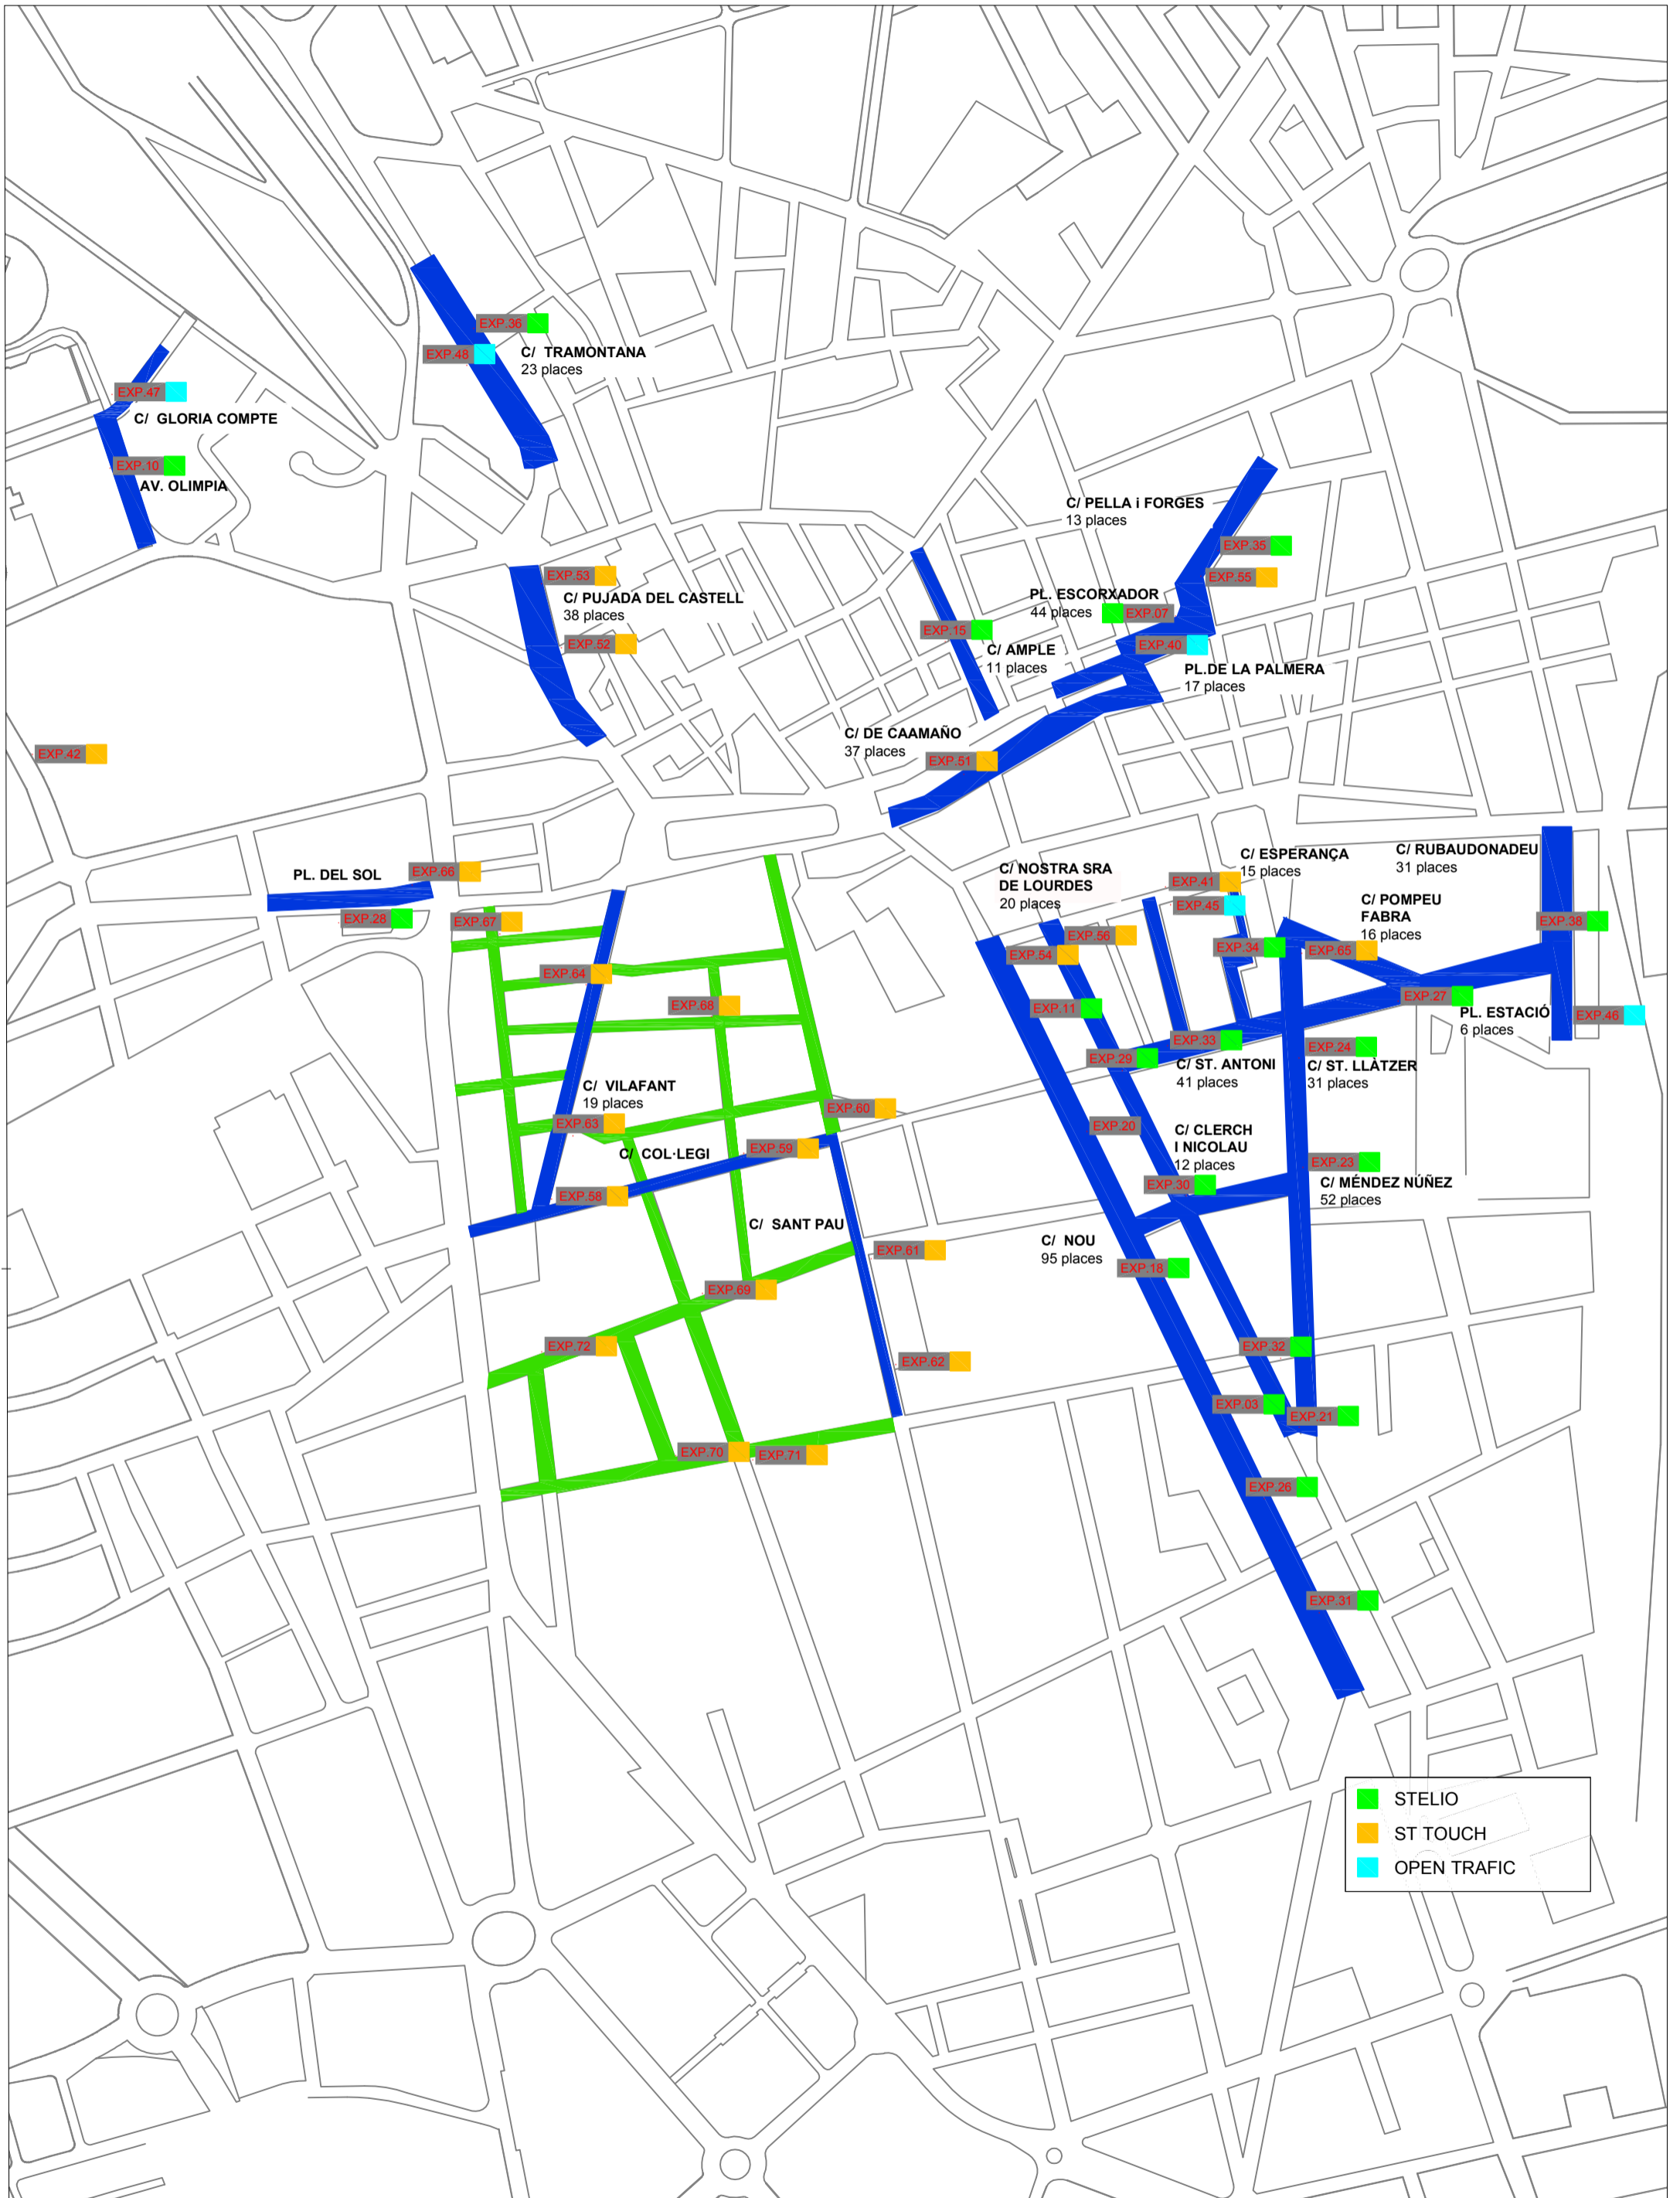 EXP.36
EXP.48
C/ TRAMONTANA
23 places
EXP.47
C/ GLORIA COMPTE
EXP.10
AV. OLIMPIA
C/ PELLA i FORGES
13 places
EXP.35
EXP.55
EXP.53
C/ PUJADA DEL CASTELL
38 places
EXP.52
PL. ESCORXADOR
44 places
EXP.07
EXP.15
EXP.40
C/ AMPLE
11 places
PL.DE LA PALMERA
17 places
C/ DE CAAMAÑO
37 places
EXP.51
EXP.42
PL. DEL SOL
EXP.66
EXP.28
EXP.67
C/ NOSTRA SRA
DE LOURDES
20 places
C/ ESPERANÇA
15 places
C/ RUBAUDONADEU
31 places
EXP.41
EXP.45
C/ POMPEU
FABRA
16 places
EXP.38
EXP.56
EXP.54
EXP.34
EXP.65
EXP.64
EXP.68
EXP.11
EXP.27
PL. ESTACIÓ
6 places
EXP.46
EXP.33
EXP.29
C/ ST. ANTONI
41 places
EXP.24
C/ ST. LLÀTZER
31 places
C/ VILAFANT
19 places
EXP.63
EXP.60
EXP.20
C/ COL·LEGI
EXP.59
C/ CLERCH
I NICOLAU
12 places
EXP.23
EXP.58
EXP.30
C/ MÉNDEZ NÚÑEZ
52 places
C/ SANT PAU
C/ NOU
95 places
EXP.61
EXP.18
EXP.69
EXP.72
EXP.62
EXP.32
EXP.03
EXP.21
EXP.70
EXP.71
EXP.26
EXP.31
STELIO
ST TOUCH
OPEN TRAFIC